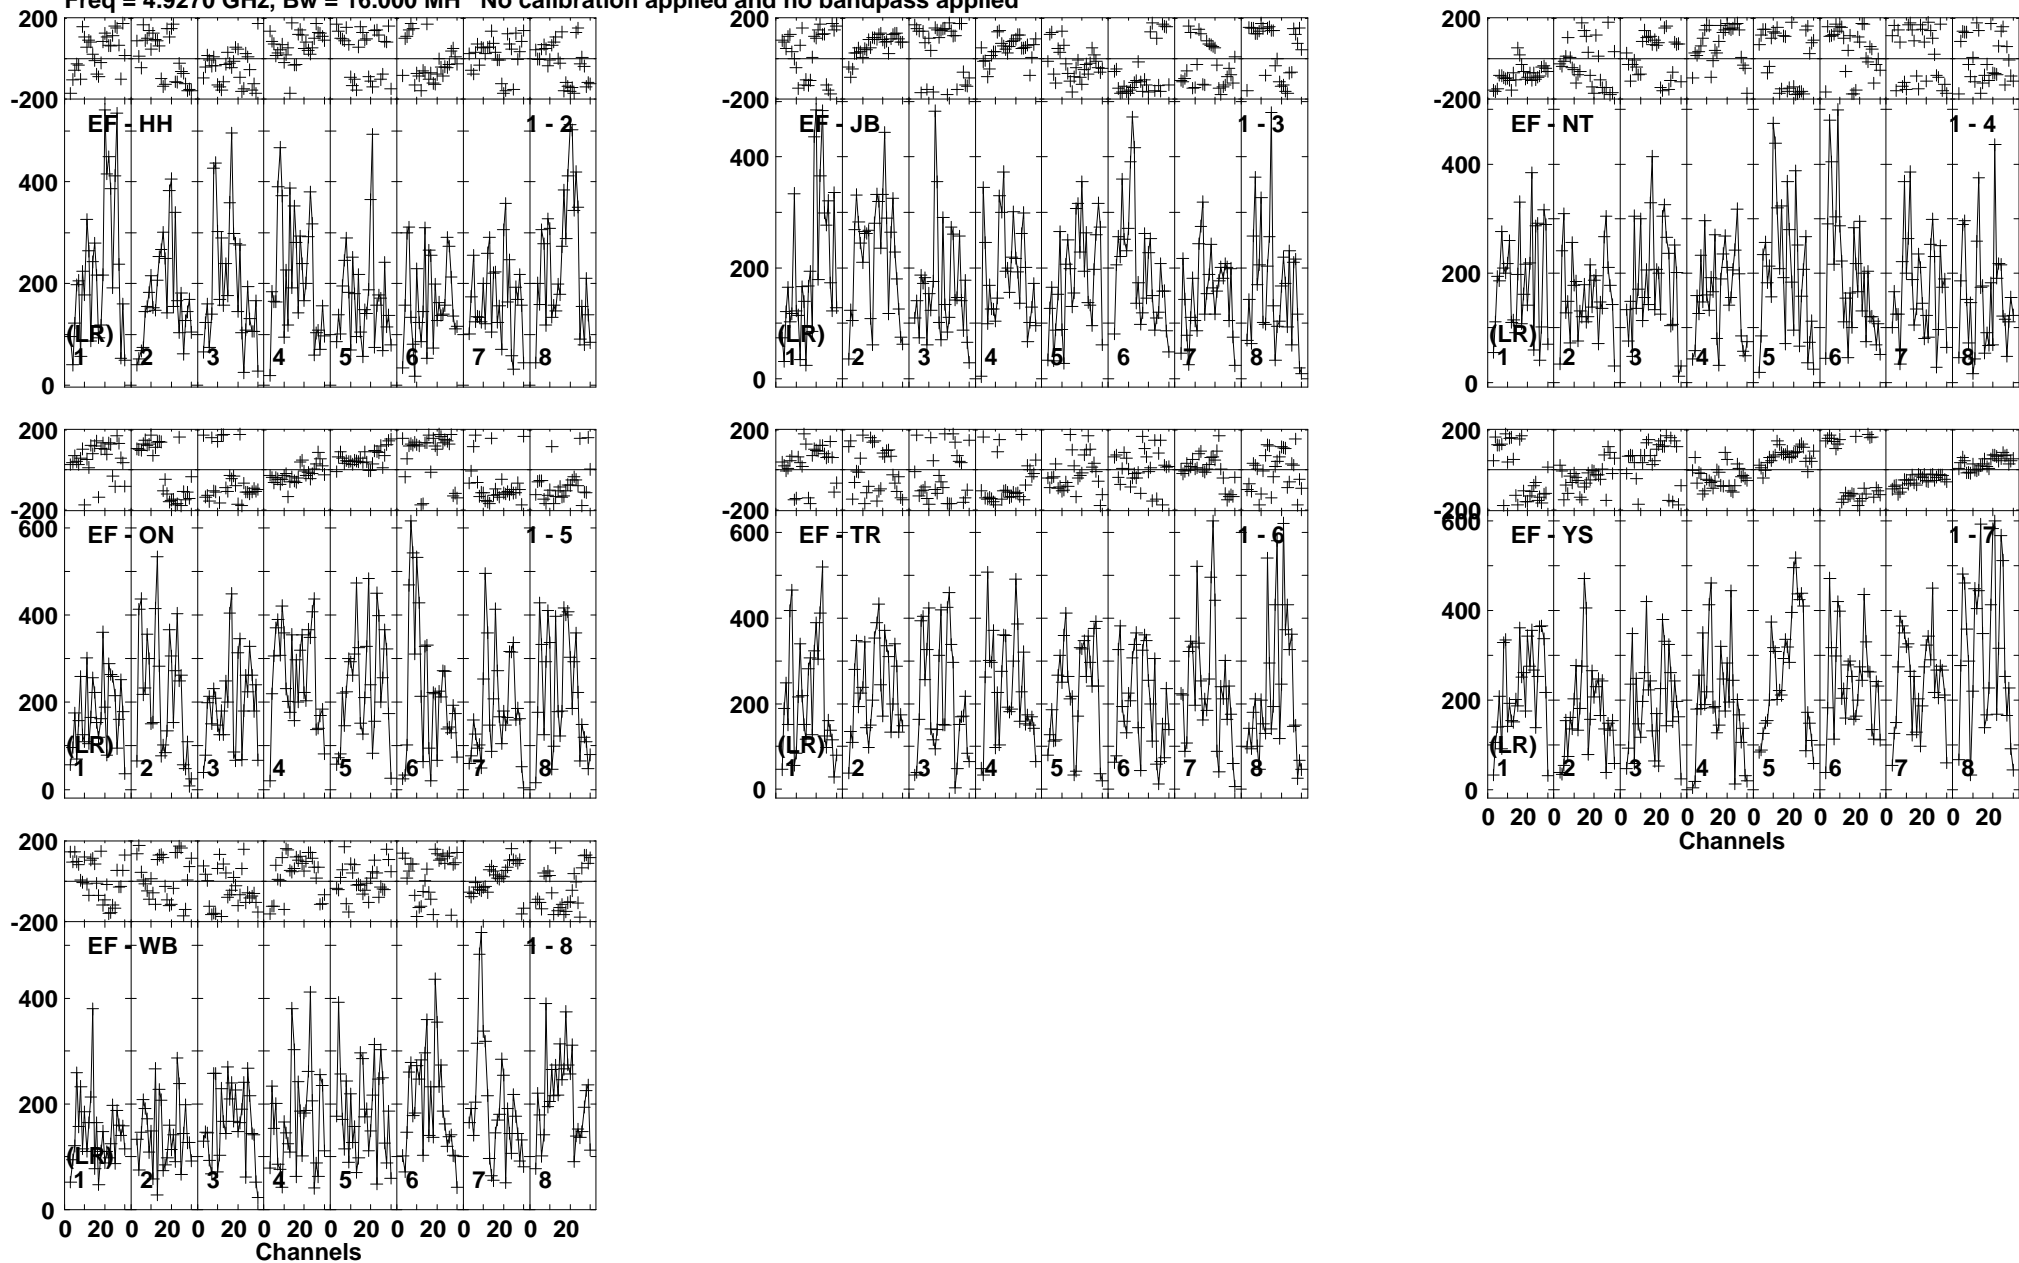 Freq = 4.9270 GHz, Bw = 16.000 MH No calibration applied and no bandpass applied
200 200 200
-200 -200 -200
EF - HH 1 - 2 EF - JB 1 - 3 EF - NT 1 - 4
400 400 400
200 200 200
(LR) (LR) (LR)
1 2 3 4 5 6 7 8 1 2 3 4 5 6 7 8 1 2 3 4 5 6 7 8
0 0 0
200 200 200
-200 -200 -200
600 600 600
EF - ON 1 - 5 EF - TR 1 - 6 EF - YS 1 - 7
400 400 400
200 200 200
(LR) (LR) (LR)
1 2 3 4 5 6 7 8 1 2 3 4 5 6 7 8 1 2 3 4 5 6 7 8
0 0 0
0 20 0 20 0 20 0 20 0 20 0 20 0 20 0 20
Channels
200
-200
EF - WB 1 - 8
400
200
(LR)
1 2 3 4 5 6 7 8
0
0 20 0 20 0 20 0 20 0 20 0 20 0 20 0 20
Channels